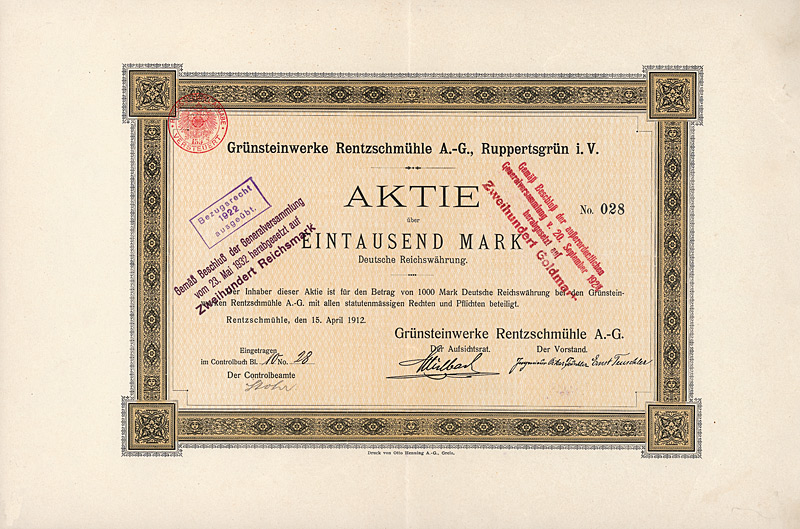 Grünsteinwerke Rentzschmühle A.-G., Ruppertsgrün i. V.
AKTIE
No. 028
über
EINTAUSEND MARK
Deutsche Reichswährung.
Bezugsrecht
1922
ausgeübt.
Gemäß Beschluß der Generalversammlung
vom 23. Mai 1932 herabgesetzt auf
Zweihundert Reichsmark
Gemäß Beschluß der außerordentlichen
Generalversammlung v. 20. September 1924
herabgesetzt auf
Zweihundert Goldmark.
VERSTEUERT
Der Inhaber dieser Aktie ist für den Betrag von 1000 Mark Deutsche Reichswährung bei den Grünstein-
werken Rentzschmühle A.-G. mit allen statutenmässigen Rechten und Pflichten beteiligt.
Rentzschmühle, den 15. April 1912.
Grünsteinwerke Rentzschmühle A.-G.
Der Aufsichtsrat. Der Vorstand.
Ernst Teuschler
Eingetragen
im Controlbuch Bl. 10 No. 28
Der Controlbeamte
Stohr
Druck von Otto Henning A.-G., Greiz.